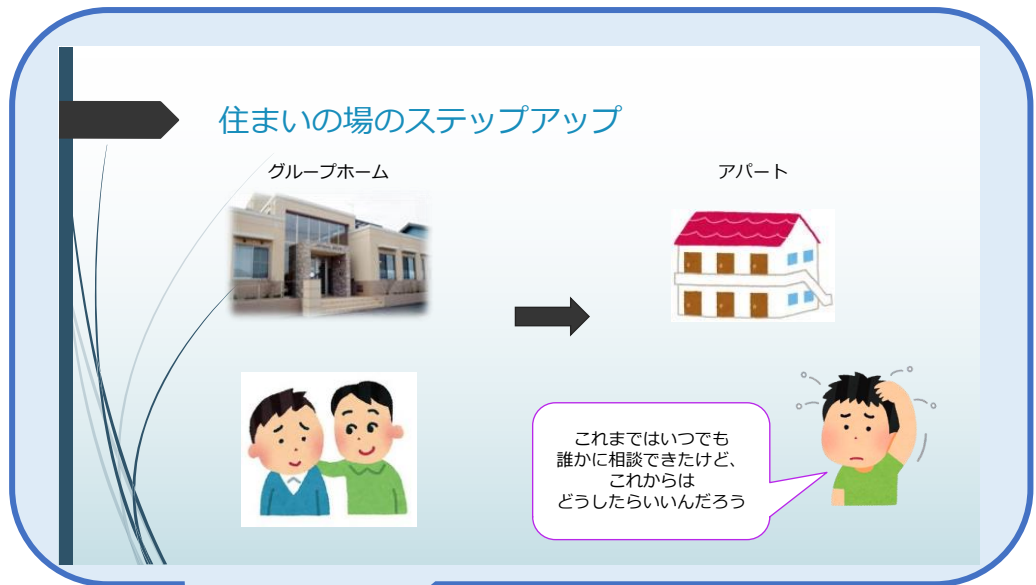 住まいの場のステップアップ
グループホーム
アパート
これまではいつでも
誰かに相談できたけど、
これからは
どうしたらいいんだろう